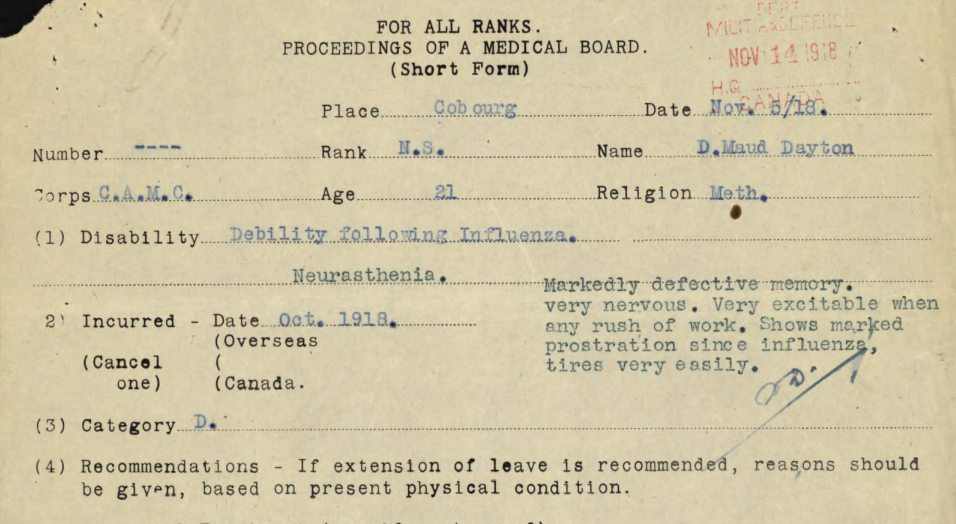 FOR ALL RANKS.
PROCEEDINGS OF A MEDICAL BOARD.
(Short Form)
DEPT
MILITIA & DEFENCE
NOV 14 1918
H.Q.
CANADA
Place Cobourg Date Nov. 5/18.
Number ---- Rank N.S. Name D.Maud Dayton
Corps C.A.M.C. Age 21 Religion Meth.
(1) Disability Debility following Influenza.
Neurasthenia.
Markedly defective memory.
very nervous. Very excitable when
any rush of work. Shows marked
prostration since influenza,
tires very easily.
2) Incurred - Date Oct. 1918.
(Overseas
(Cancel (
one) (Canada.
(3) Category D.
(4) Recommendations - If extension of leave is recommended, reasons should
be given, based on present physical condition.